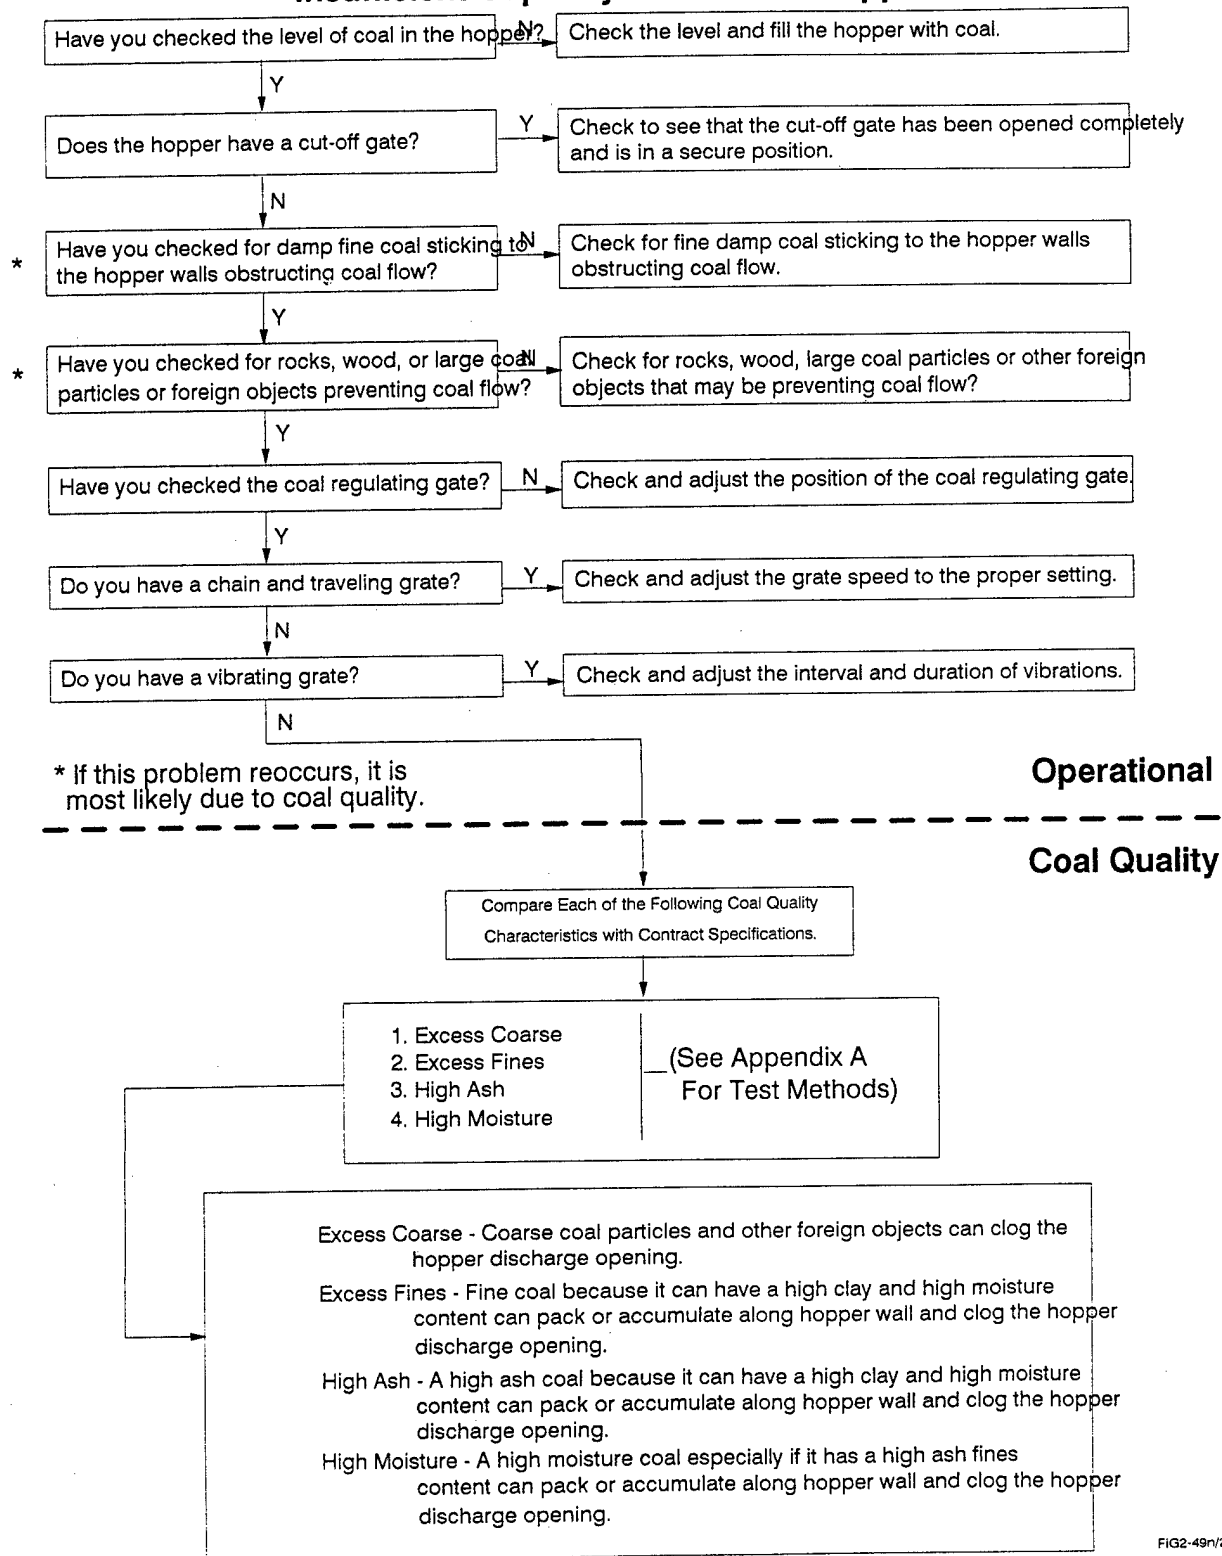 Have you checked the level of coal in the hopper?
N
Check the level and fill the hopper with coal.
Y
Does the hopper have a cut-off gate?
Y
Check to see that the cut-off gate has been opened completely
and is in a secure position.
N
* Have you checked for damp fine coal sticking to
the hopper walls obstructing coal flow?
N
Check for fine damp coal sticking to the hopper walls
obstructing coal flow.
Y
* Have you checked for rocks, wood, or large coal
particles or foreign objects preventing coal flow?
N
Check for rocks, wood, large coal particles or other foreign
objects that may be preventing coal flow?
Y
Have you checked the coal regulating gate?
N
Check and adjust the position of the coal regulating gate.
Y
Do you have a chain and traveling grate?
Y
Check and adjust the grate speed to the proper setting.
N
Do you have a vibrating grate?
Y
Check and adjust the interval and duration of vibrations.
N
* If this problem reoccurs, it is
most likely due to coal quality.
Operational
Coal Quality
Compare Each of the Following Coal Quality
Characteristics with Contract Specifications.
1. Excess Coarse
2. Excess Fines
3. High Ash
4. High Moisture
(See Appendix A
For Test Methods)
Excess Coarse - Coarse coal particles and other foreign objects can clog the
hopper discharge opening.
Excess Fines - Fine coal because it can have a high clay and high moisture
content can pack or accumulate along hopper wall and clog the hopper
discharge opening.
High Ash - A high ash coal because it can have a high clay and high moisture
content can pack or accumulate along hopper wall and clog the hopper
discharge opening.
High Moisture - A high moisture coal especially if it has a high ash fines
content can pack or accumulate along hopper wall and clog the hopper
discharge opening.
FIG2-49n/2